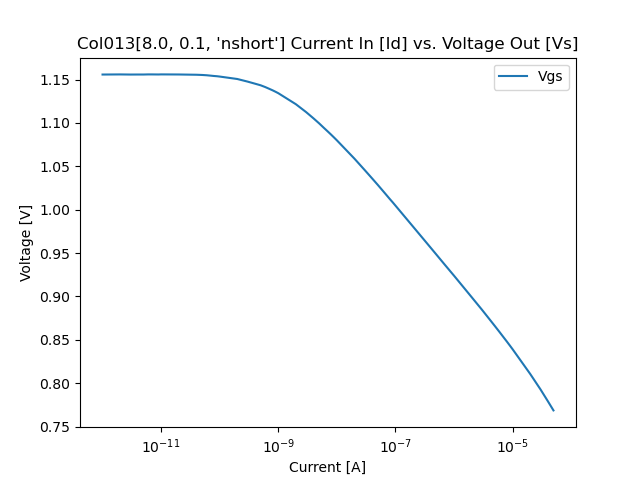 Col013[8.0, 0.1, 'nshort'] Current In [Id] vs. Voltage Out [Vs]
Vgs
1.15
1.10
1.05
1.00
0.95
0.90
0.85
0.80
0.75
Voltage [V]
10⁻¹¹ 10⁻⁹ 10⁻⁷ 10⁻⁵
Current [A]